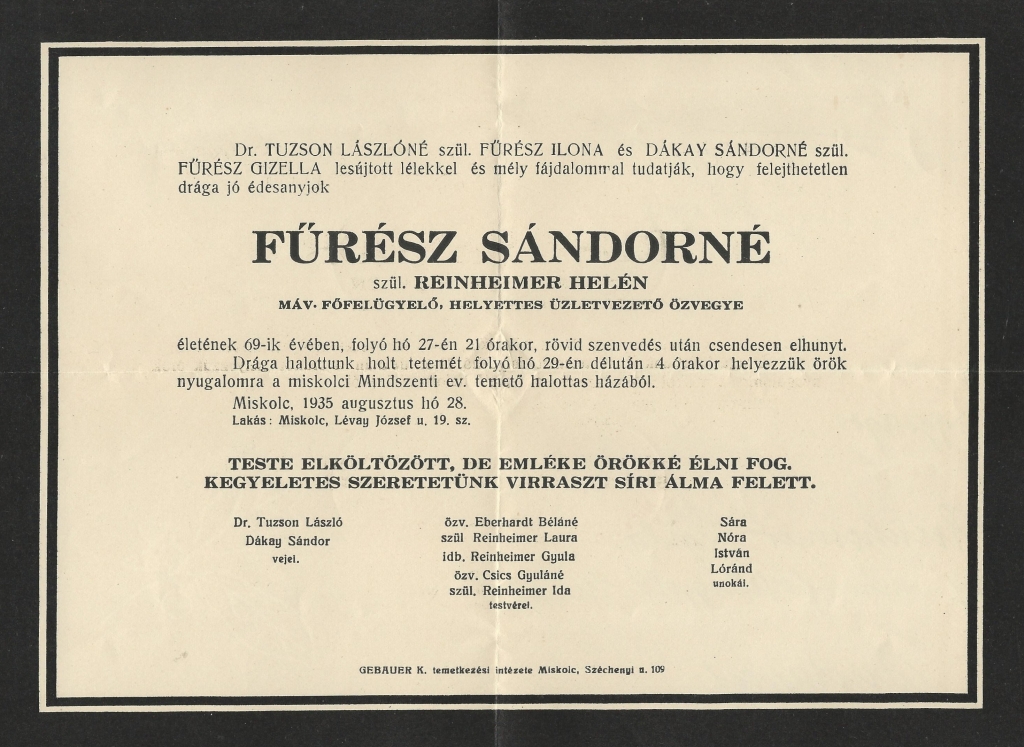 Dr. TUZSON LÁSZLÓNÉ szül. FŰRÉSZ ILONA és DÁKAY SÁNDORNÉ szül.
FŰRÉSZ GIZELLA lesújtott lélekkel és mély fájdalommal tudatják, hogy felejthetetlen
drága jó édesanyjok
FŰRÉSZ SÁNDORNÉ
szül. REINHEIMER HELÉN
MÁV. FŐFELÜGYELŐ, HELYETTES ÜZLETVEZETŐ ÖZVEGYE
életének 69-ik évében, folyó hó 27-én 21 órakor, rövid szenvedés után csendesen elhunyt.
Drága halottunk holt tetemét folyó hó 29-én délután 4 órakor helyezzük örök
nyugalomra a miskolci Mindszenti ev. temető halottas házából.
Miskolc, 1935 augusztus hó 28.
Lakás: Miskolc, Lévay József u. 19. sz.
TESTE ELKÖLTÖZÖTT, DE EMLÉKE ÖRÖKKÉ ÉLNI FOG.
KEGYELETES SZERETETÜNK VIRRASZT SÍRI ÁLMA FELETT.
Dr. Tuzson László
Dákay Sándor
vejei.
özv. Eberhardt Béláné
szül Reinheimer Laura
idb. Reinheimer Gyula
özv. Csics Gyuláné
szül. Reinheimer Ida
testvérei.
Sára
Nóra
István
Lóránd
unokái.
GEBAUER K. temetkezési intézete Miskolc, Széchenyi u. 109